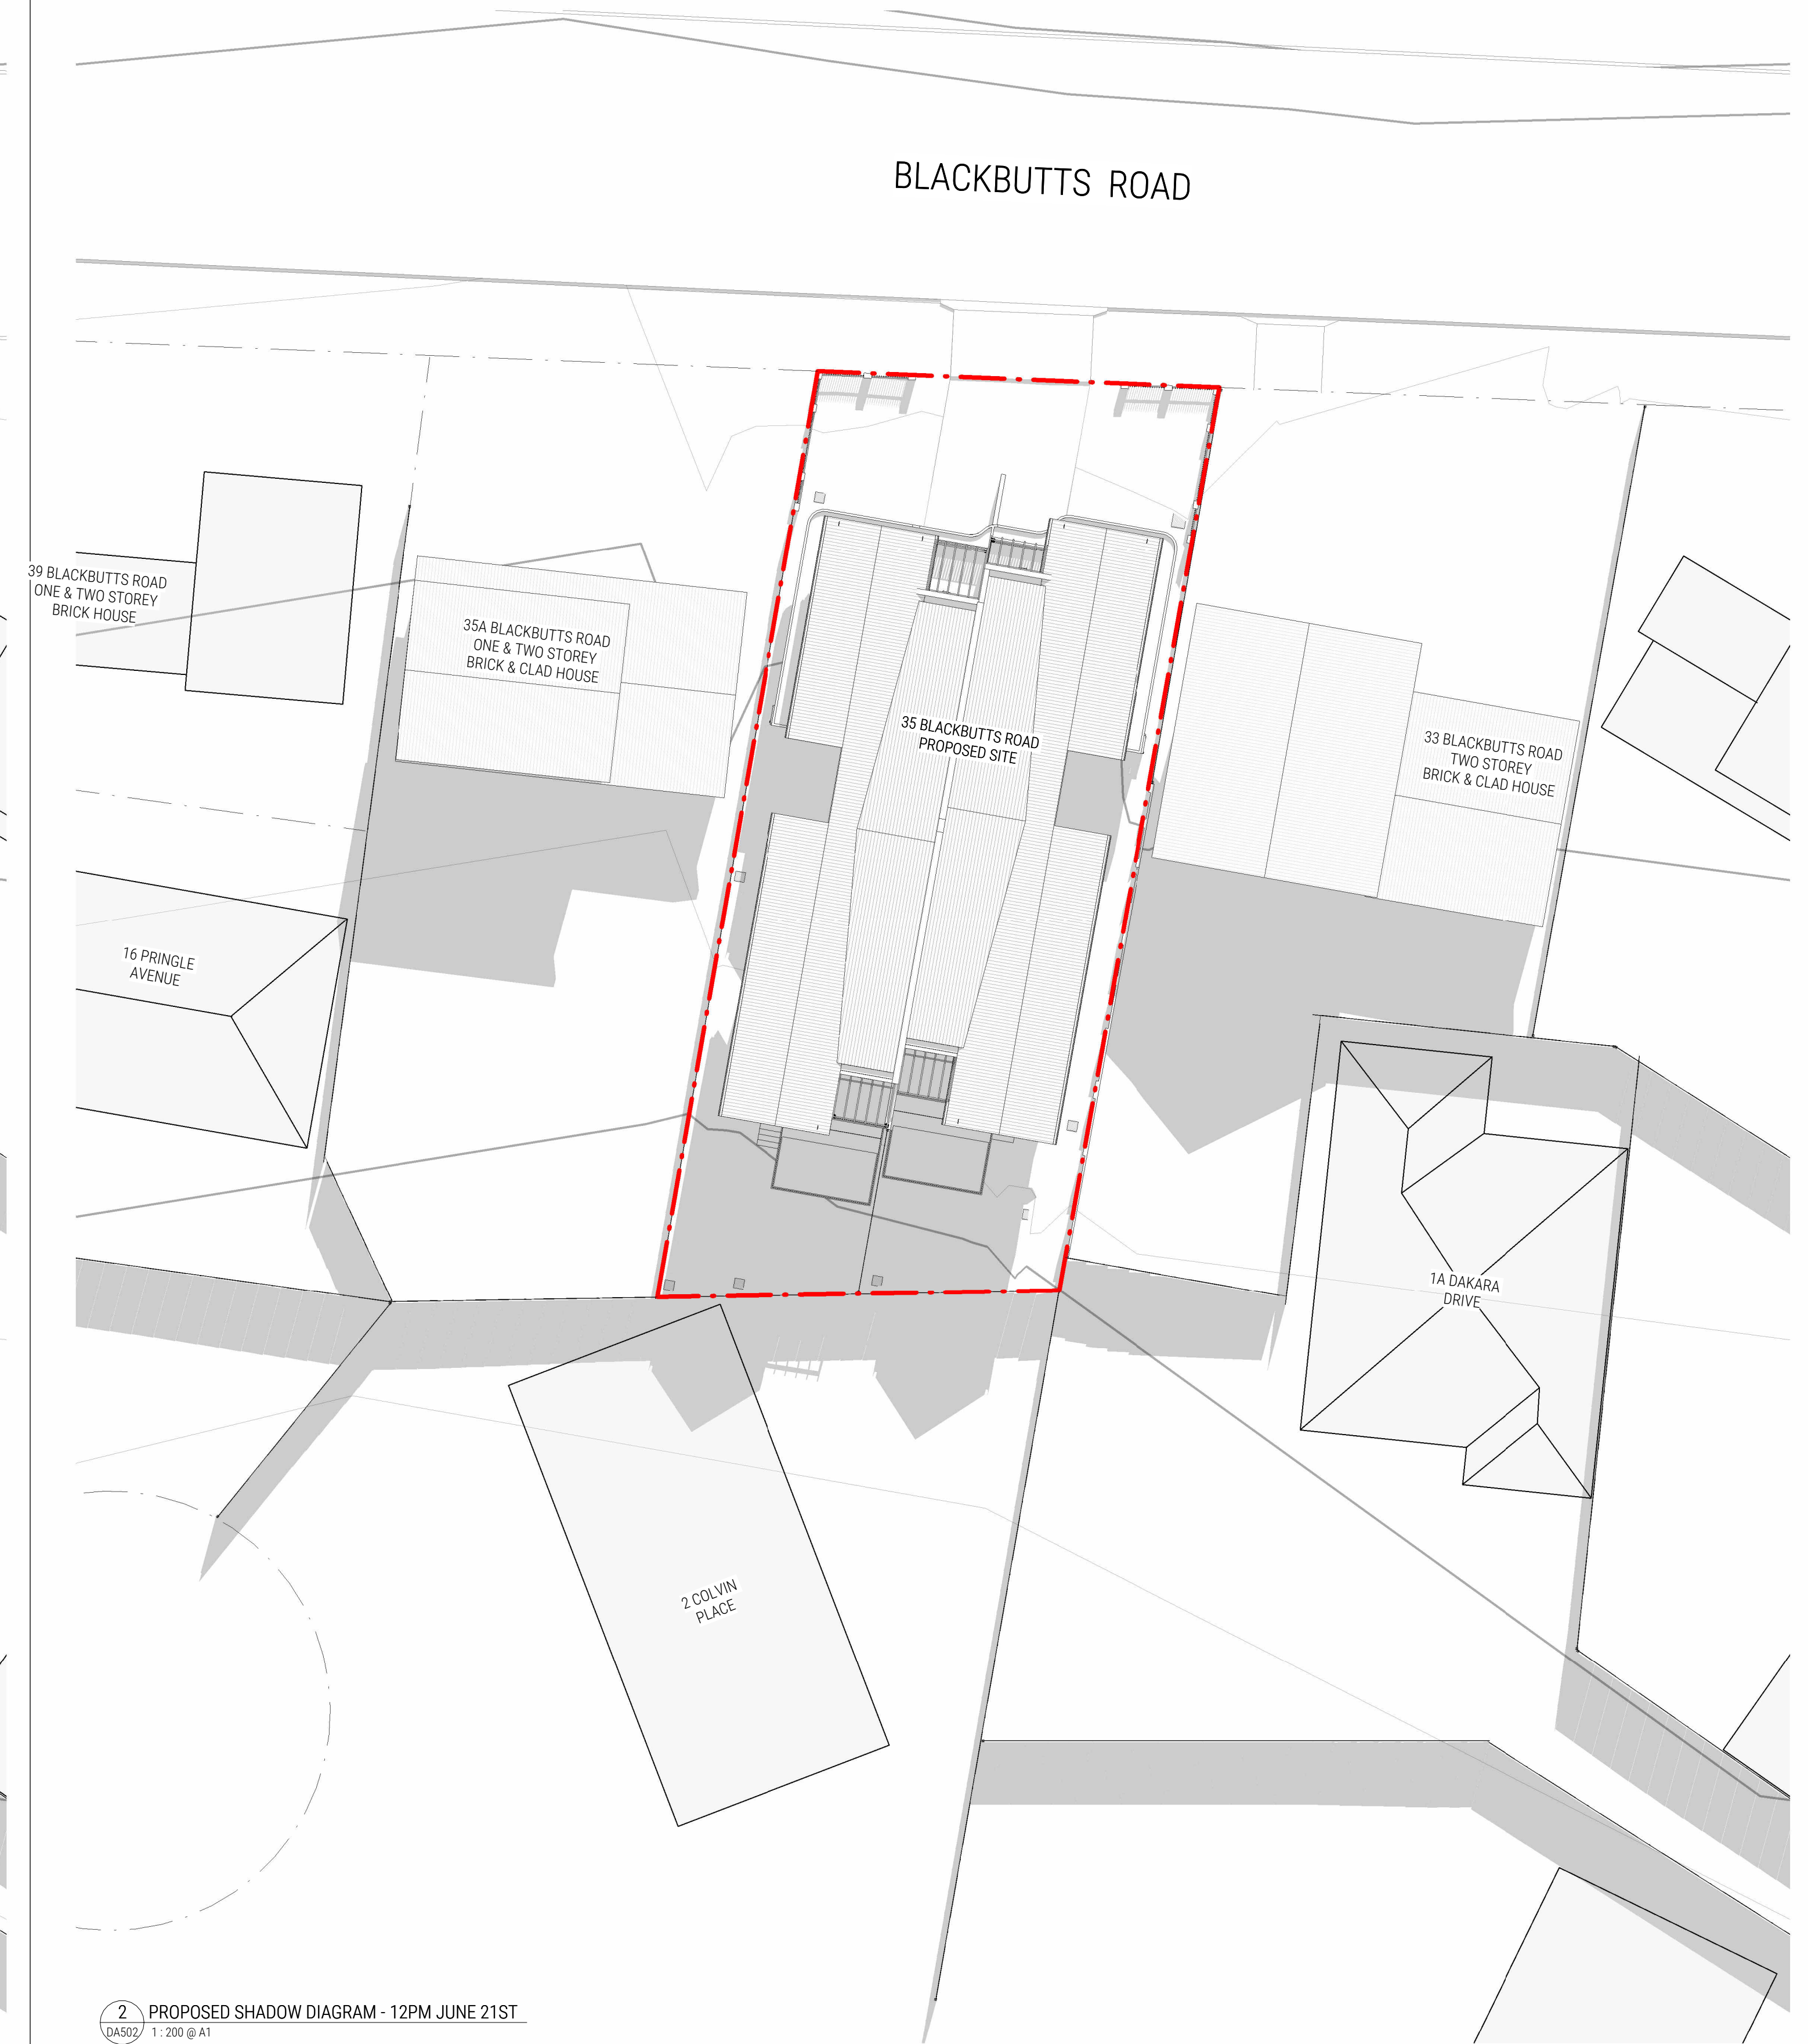 BLACKBUTTS ROAD
39 BLACKBUTTS ROAD
ONE & TWO STOREY
BRICK HOUSE
35A BLACKBUTTS ROAD
ONE & TWO STOREY
BRICK & CLAD HOUSE
35 BLACKBUTTS ROAD
PROPOSED SITE
33 BLACKBUTTS ROAD
TWO STOREY
BRICK & CLAD HOUSE
16 PRINGLE
AVENUE
1A DAKARA
DRIVE
2 COLVIN
PLACE
2 PROPOSED SHADOW DIAGRAM - 12PM JUNE 21ST
DA502 1 : 200 @ A1